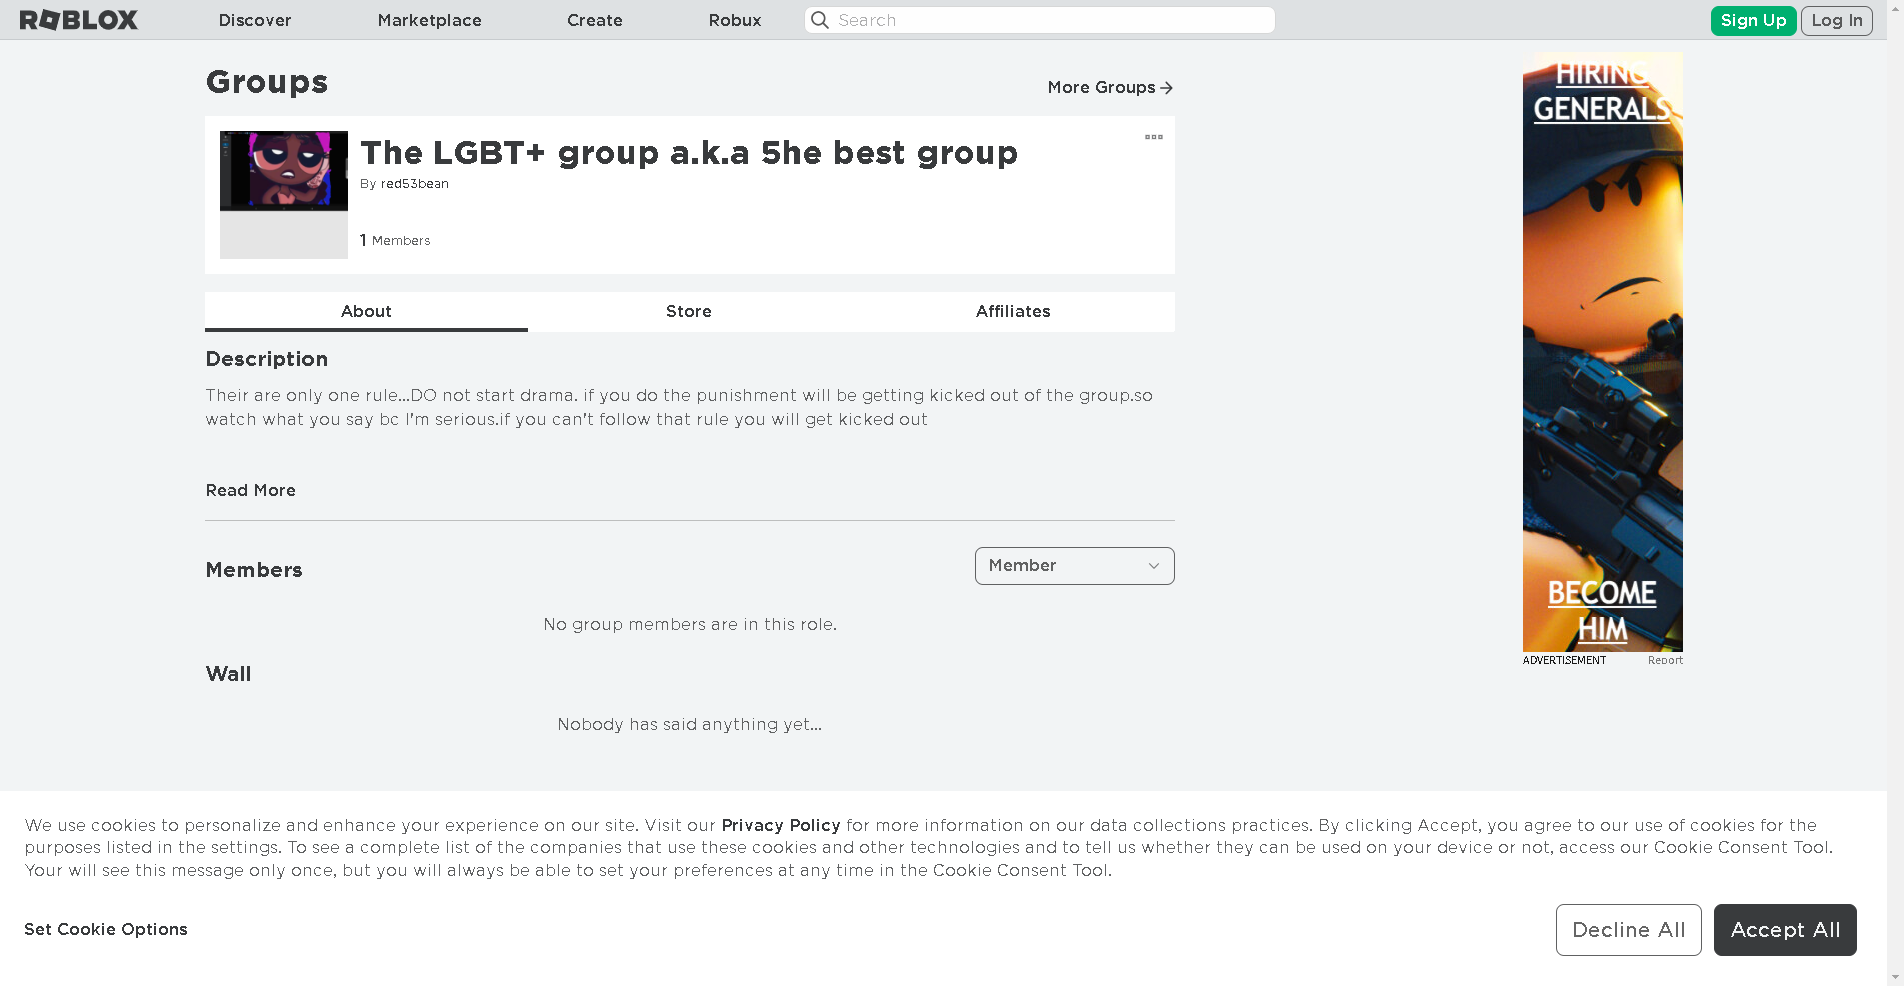 ROBLOX
Discover
Marketplace
Create
Robux
Search
Sign Up
Log In
Groups
More Groups
The LGBT+ group a.k.a 5he best group
By red53bean
1 Members
About
Store
Affiliates
Description
Their are only one rule...DO not start drama. if you do the punishment will be getting kicked out of the group.so
watch what you say bc I'm serious.if you can't follow that rule you will get kicked out
Read More
Members
Member
No group members are in this role.
Wall
Nobody has said anything yet...
HIRING
GENERALS
BECOME
HIM
ADVERTISEMENT
Report
We use cookies to personalize and enhance your experience on our site. Visit our Privacy Policy for more information on our data collections practices. By clicking Accept, you agree to our use of cookies for the
purposes listed in the settings. To see a complete list of the companies that use these cookies and other technologies and to tell us whether they can be used on your device or not, access our Cookie Consent Tool.
Your will see this message only once, but you will always be able to set your preferences at any time in the Cookie Consent Tool.
Set Cookie Options
Decline All
Accept All